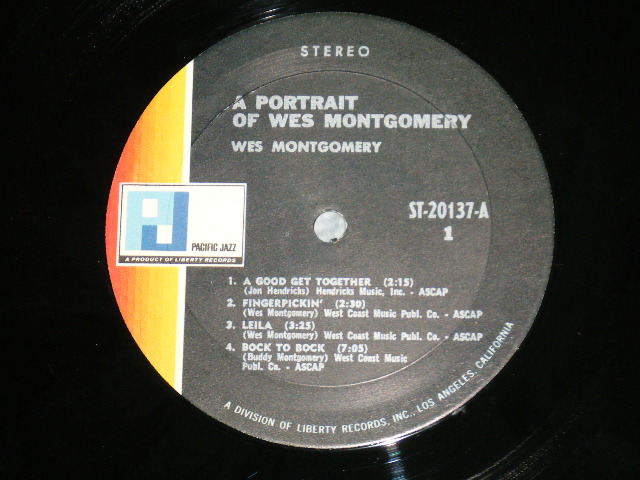 STEREO
A PORTRAIT
OF WES MONTGOMERY
WES MONTGOMERY
ST-20137-A
1
PJ
PACIFIC JAZZ
A PRODUCT OF LIBERTY RECORDS
1. A GOOD GET TOGETHER (2:15)
(Jon Hendricks) Hendricks Music, Inc. - ASCAP
2. FINGERPICKIN' (2:30)
(Wes Montgomery) West Coast Music Publ. Co. - ASCAP
3. LEILA (3:25)
(Wes Montgomery) West Coast Music Publ. Co. - ASCAP
4. BOCK TO BOCK (7:05)
(Buddy Montgomery) West Coast Music
Publ. Co. - ASCAP
A DIVISION OF LIBERTY RECORDS, INC., LOS ANGELES, CALIFORNIA